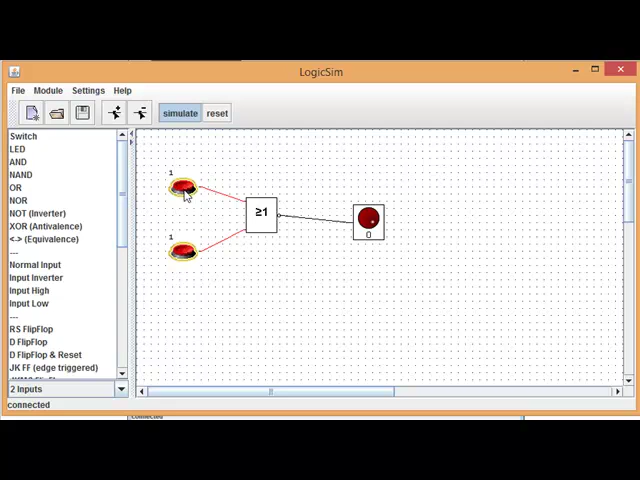 LogicSim
File Module Settings Help
simulate reset
Switch
LED
AND
NAND
OR
NOR
NOT (Inverter)
XOR (Antivalence)
<-> (Equivalence)
---
Normal Input
Input Inverter
Input High
Input Low
---
RS FlipFlop
D FlipFlop
D FlipFlop & Reset
JK FF (edge triggered)
2 Inputs
connected
1
1
≥1
0
connected